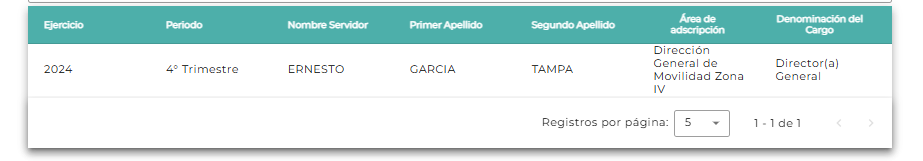 Ejercicio Periodo Nombre Servidor Primer Apellido Segundo Apellido Área de adscripción Denominación del Cargo
2024 4° Trimestre ERNESTO GARCIA TAMPA Dirección General de Movilidad Zona IV Director(a) General
Registros por página: 5 1 - 1 de 1